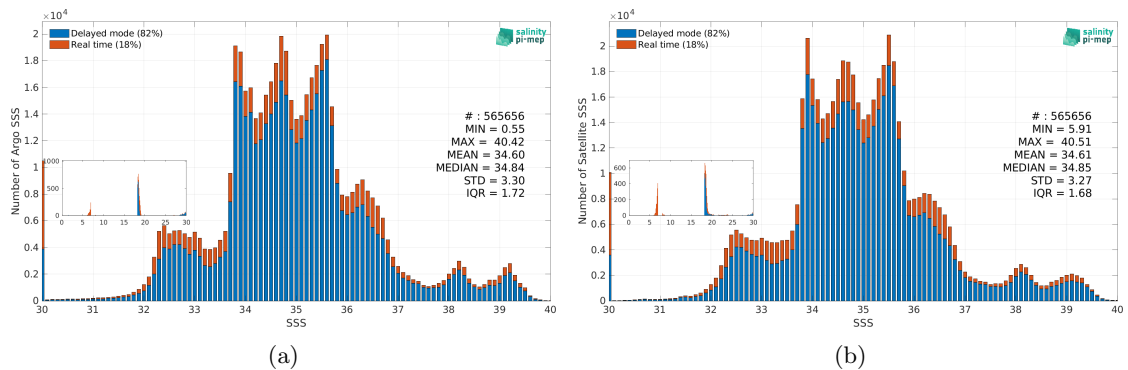 ×10⁴
Delayed mode (82%)
Real time (18%)
salinity
pi-mep
# : 565656
MIN = 0.55
MAX = 40.42
MEAN = 34.60
MEDIAN = 34.84
STD = 3.30
IQR = 1.72
Number of Argo SSS
2
1.8
1.6
1.4
1.2
1
0.8
0.6
0.4
0.2
0
1000
500
0
0 5 10 15 20 25 30
30 31 32 33 34 35 36 37 38 39 40
SSS
(a)
×10⁴
Delayed mode (82%)
Real time (18%)
salinity
pi-mep
# : 565656
MIN = 5.91
MAX = 40.51
MEAN = 34.61
MEDIAN = 34.85
STD = 3.27
IQR = 1.68
Number of Satellite SSS
2
1.8
1.6
1.4
1.2
1
0.8
0.6
0.4
0.2
0
600
400
200
0
0 5 10 15 20 25 30
30 31 32 33 34 35 36 37 38 39 40
SSS
(b)